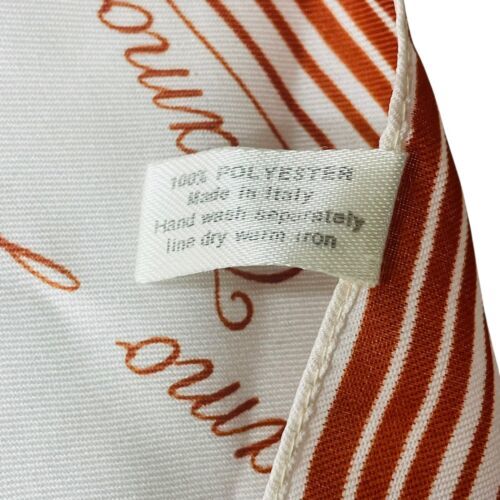 100% POLYESTER
Made in Italy
Hand wash separately
line dry warm iron